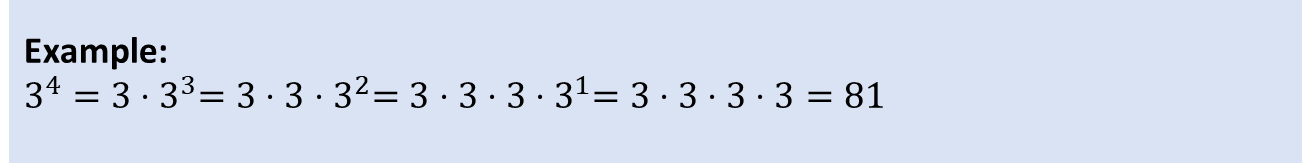 Example:
3⁴ = 3 · 3³= 3 · 3 · 3²= 3 · 3 · 3 · 3¹= 3 · 3 · 3 · 3 = 81